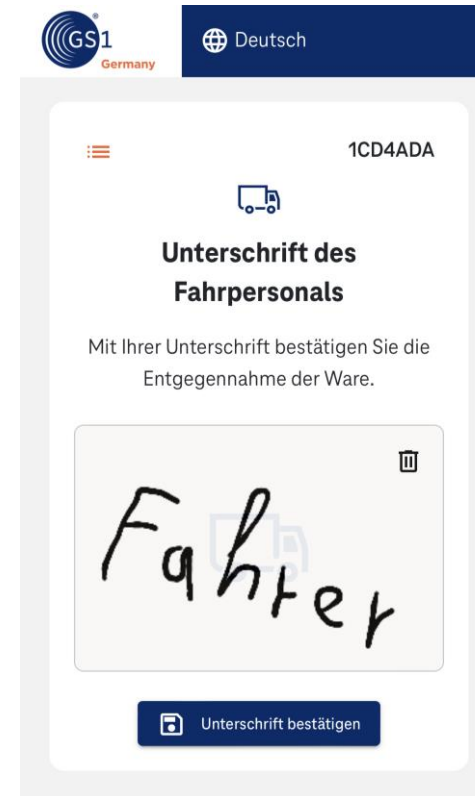 GS1
Germany
Deutsch
1CD4ADA
Unterschrift des
Fahrpersonals
Mit Ihrer Unterschrift bestätigen Sie die
Entgegennahme der Ware.
Fahrer
Unterschrift bestätigen